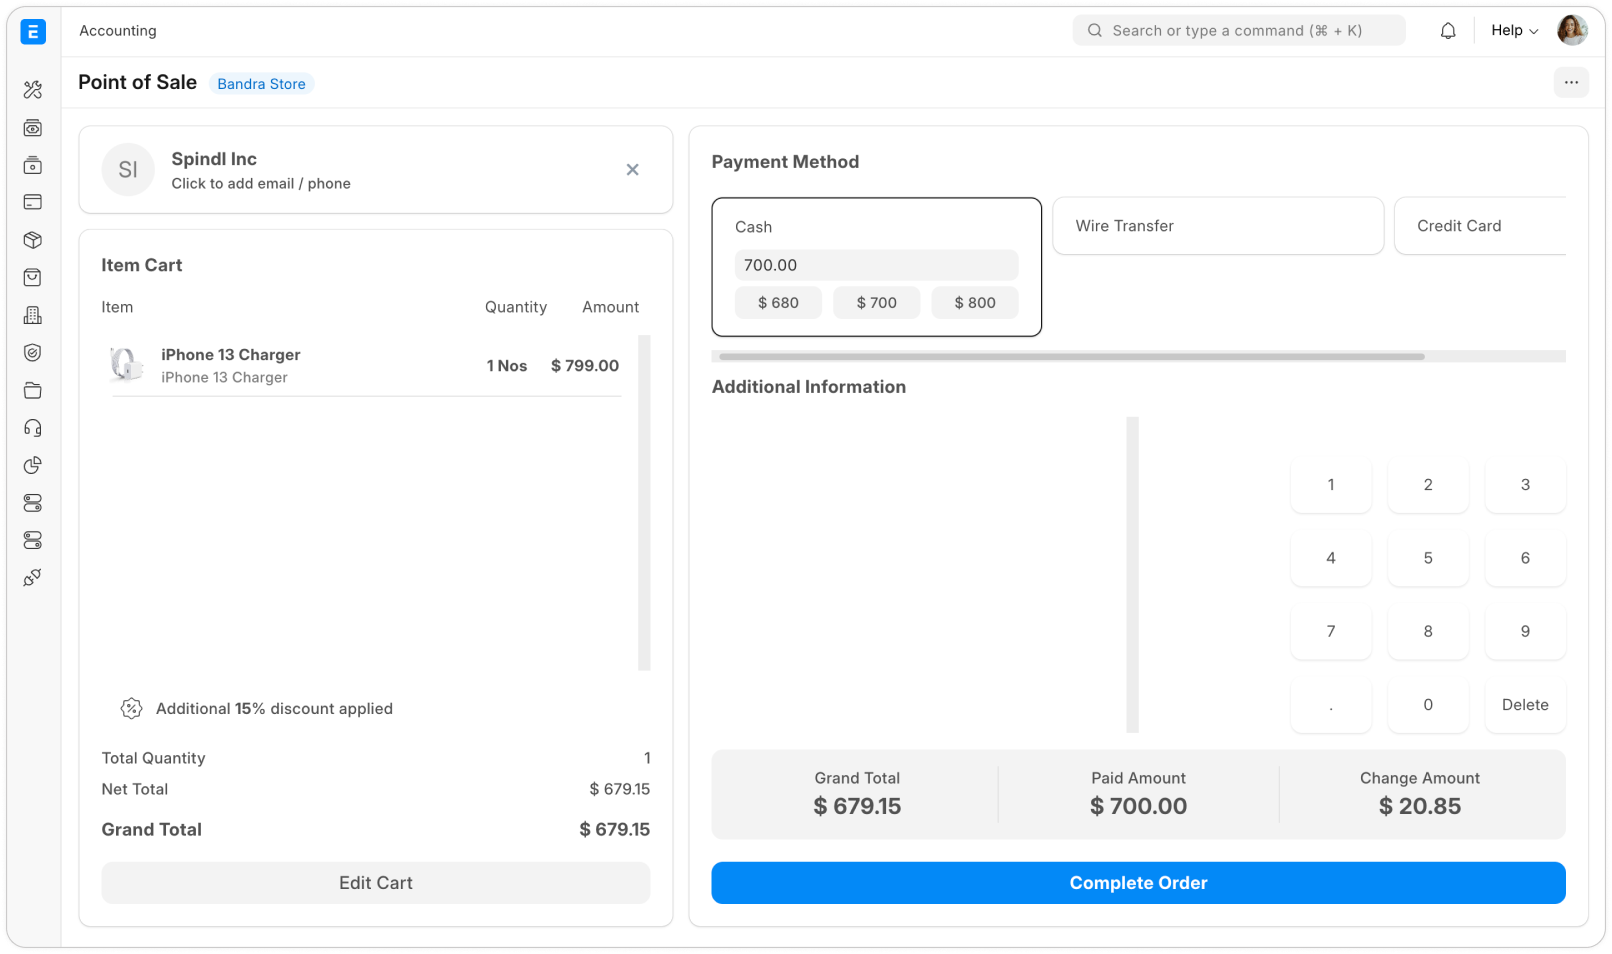 E
Accounting
Search or type a command (⌘ + K)
Help
Point of Sale
Bandra Store
...
SI
Spindl Inc
Click to add email / phone
Item Cart
Item Quantity Amount
iPhone 13 Charger
iPhone 13 Charger
1 Nos $ 799.00
Additional 15% discount applied
Total Quantity 1
Net Total $ 679.15
Grand Total $ 679.15
Edit Cart
Payment Method
Cash
700.00
$ 680 $ 700 $ 800
Wire Transfer
Credit Card
Additional Information
1 2 3
4 5 6
7 8 9
. 0 Delete
Grand Total Paid Amount Change Amount
$ 679.15 $ 700.00 $ 20.85
Complete Order